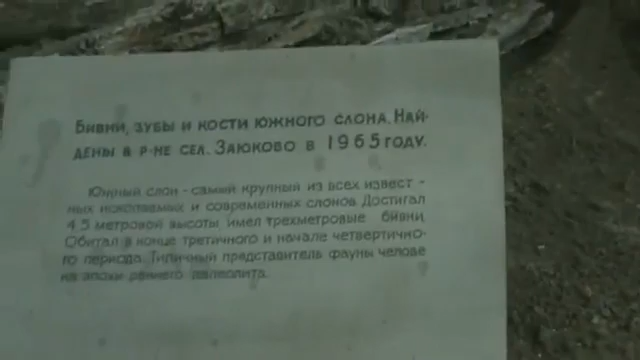 Бивни, зубы и кости южного слона. Най-
дены в р-не сел. Заюково в 1965 году.
Южный слон - самый крупный из всех извест -
ных ископаемых и современных слонов. Достигал
4.5 метровой высоты, имел трехметровые бивни.
Обитал в конце третичного и начале четвертично-
го периода. Типичный представитель фауны челове
ка эпохи раннего палеолита.